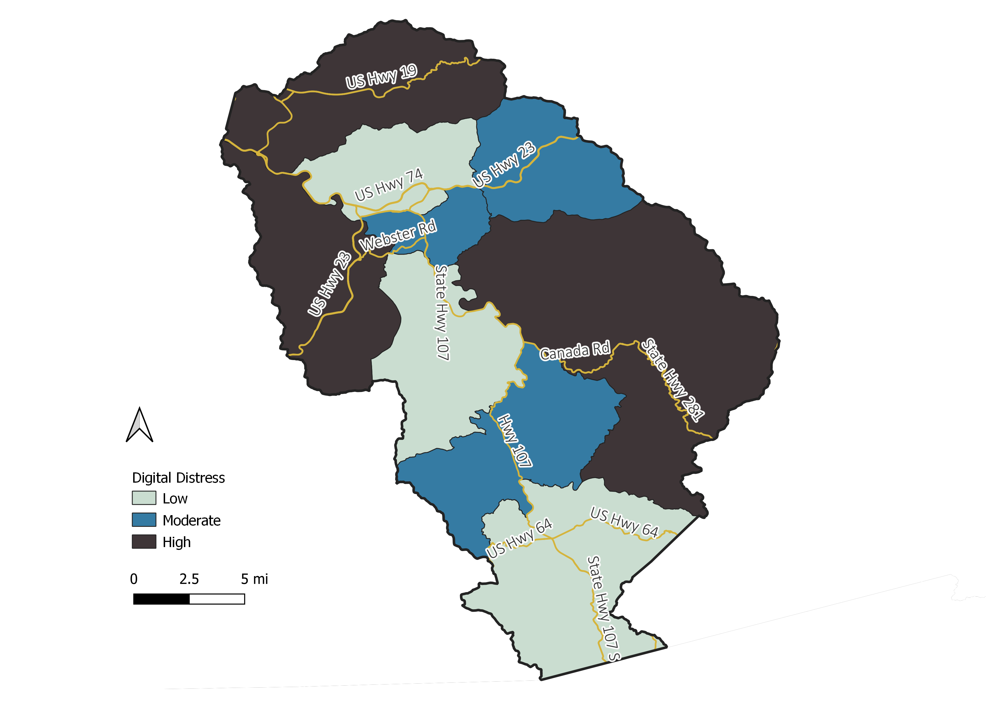 US Hwy 19
US Hwy 23
US Hwy 74
Webster Rd
US Hwy 23
State Hwy 107
Canada Rd
State Hwy 281
Hwy 107
Digital Distress
Low
Moderate
High
US Hwy 64
US Hwy 64
State Hwy 107 S
0 2.5 5 mi